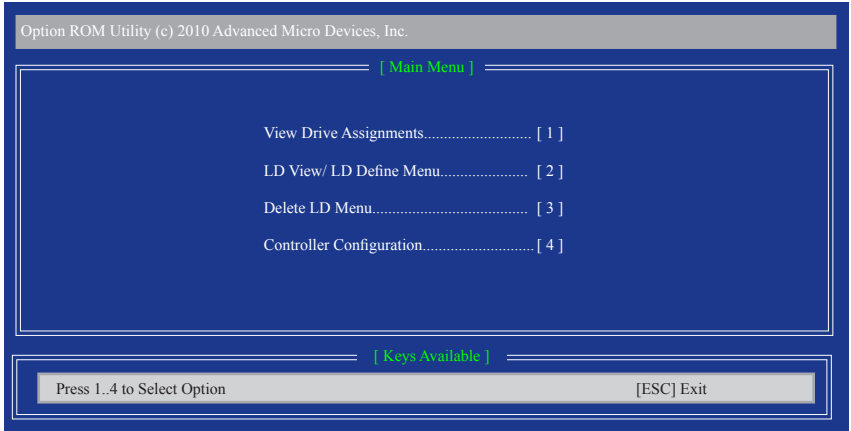 Option ROM Utility (c) 2010 Advanced Micro Devices, Inc.
[ Main Menu ]
View Drive Assignments........................... [ 1 ]
LD View/ LD Define Menu...................... [ 2 ]
Delete LD Menu....................................... [ 3 ]
Controller Configuration............................[ 4 ]
[ Keys Available ]
Press 1..4 to Select Option [ESC] Exit